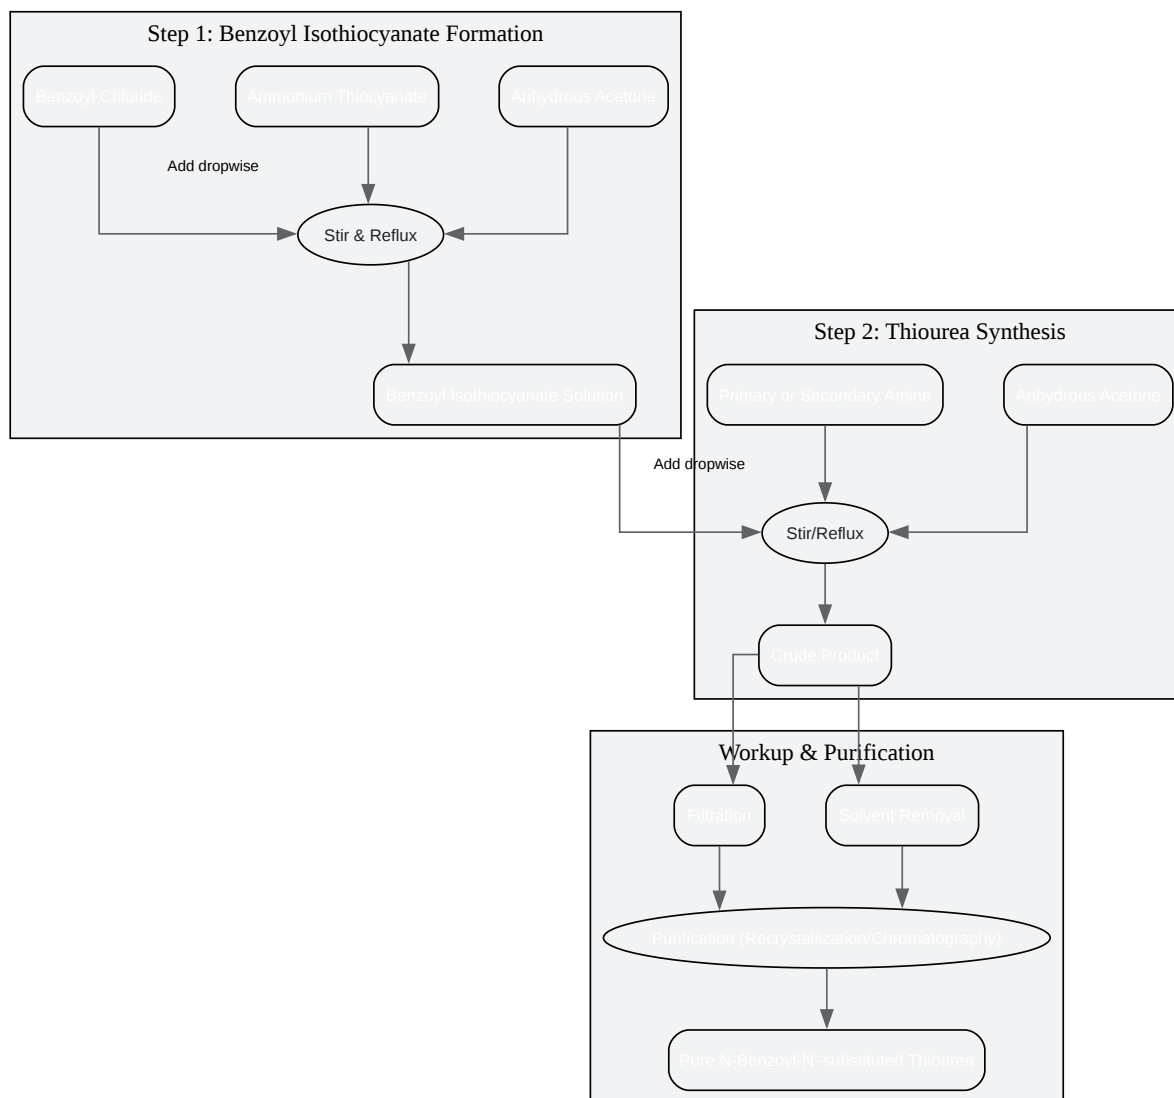 Step 1: Benzoyl Isothiocyanate Formation
Benzoyl Chloride
Ammonium Thiocyanate
Anhydrous Acetone
Add dropwise
Stir & Reflux
Benzoyl Isothiocyanate Solution
Step 2: Thiourea Synthesis
Primary or Secondary Amine
Anhydrous Acetone
Add dropwise
Stir/Reflux
Crude Product
Workup & Purification
Filtration
Solvent Removal
Purification (Recrystallization/Chromatography)
Pure N-Benzoyl-N'-substituted Thiourea